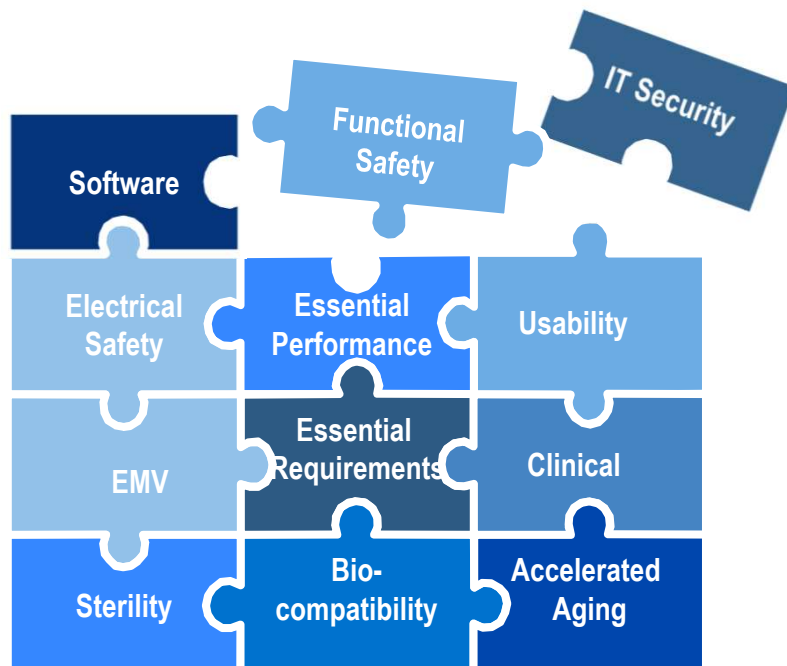 IT Security
Functional
Safety
Software
Electrical
Safety
Essential
Performance
Usability
EMV
Essential
Requirements
Clinical
Sterility
Bio-
compatibility
Accelerated
Aging